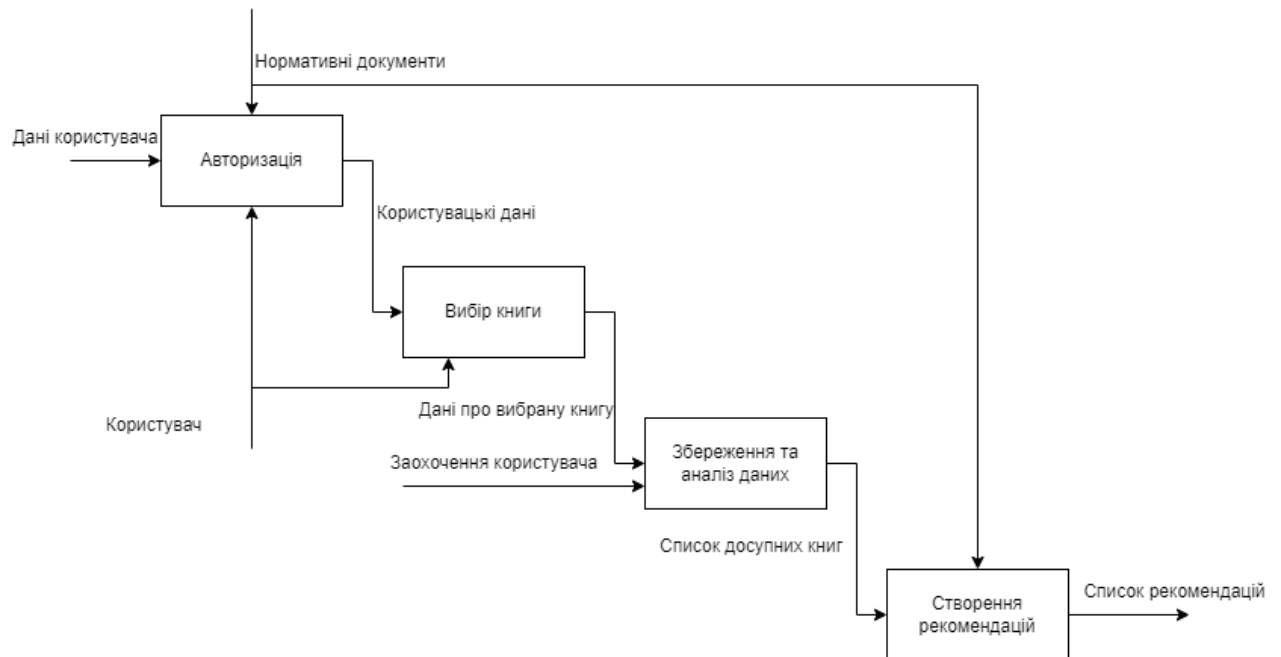 Нормативні документи
Дані користувача
Авторизація
Користувацькі дані
Вибір книги
Дані про вибрану книгу
Користувач
Заохочення користувача
Збереження та
аналіз даних
Список досупних книг
Створення
рекомендацій
Список рекомендацій